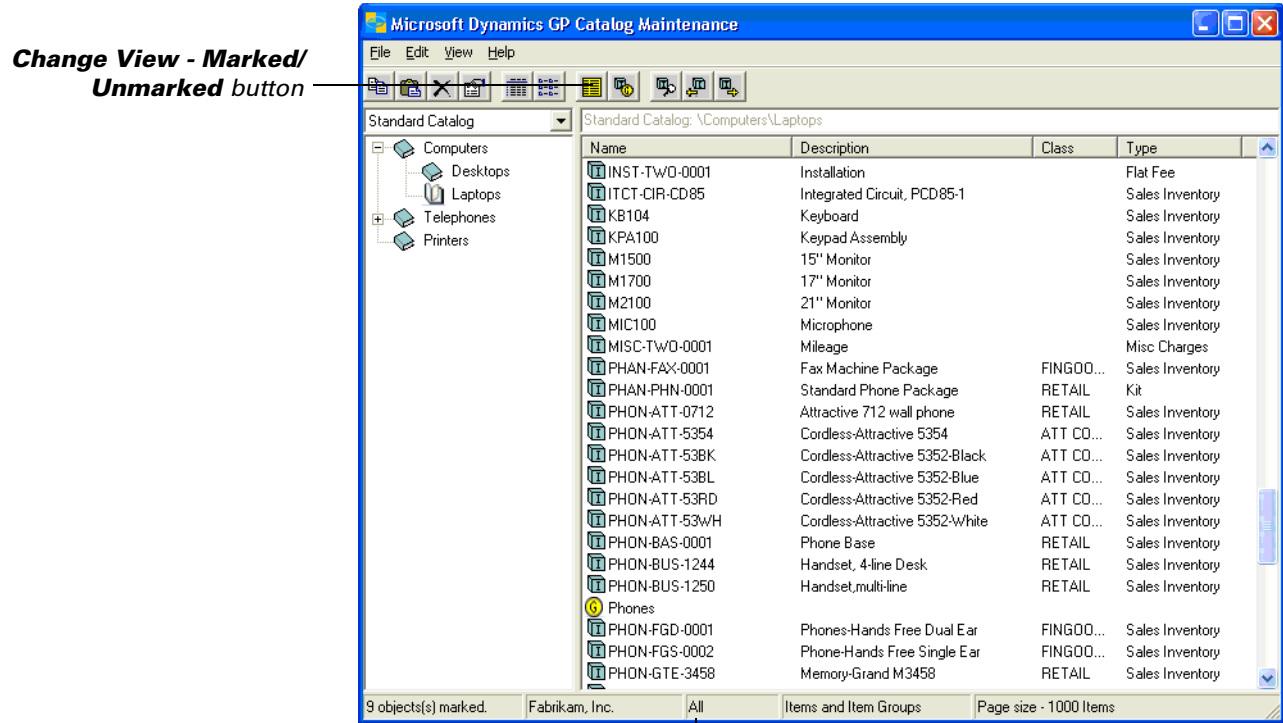 Microsoft Dynamics GP Catalog Maintenance
Change View - Marked/
Unmarked button
File Edit View Help
Standard Catalog
Standard Catalog: \Computers\Laptops
Computers
Desktops
Laptops
Telephones
Printers
Name Description Class Type
INST-TWO-0001 Installation Flat Fee
ITCT-CIR-CD85 Integrated Circuit, PCD85-1 Sales Inventory
KB104 Keyboard Sales Inventory
KPA100 Keypad Assembly Sales Inventory
M1500 15" Monitor Sales Inventory
M1700 17" Monitor Sales Inventory
M2100 21" Monitor Sales Inventory
MIC100 Microphone Sales Inventory
MISC-TWO-0001 Mileage Misc Charges
PHAN-FAX-0001 Fax Machine Package FINGOO... Sales Inventory
PHAN-PHN-0001 Standard Phone Package RETAIL Kit
PHON-ATT-0712 Attractive 712 wall phone RETAIL Sales Inventory
PHON-ATT-5354 Cordless-Attractive 5354 ATT CO... Sales Inventory
PHON-ATT-53BK Cordless-Attractive 5352-Black ATT CO... Sales Inventory
PHON-ATT-53BL Cordless-Attractive 5352-Blue ATT CO... Sales Inventory
PHON-ATT-53RD Cordless-Attractive 5352-Red ATT CO... Sales Inventory
PHON-ATT-53WH Cordless-Attractive 5352-White ATT CO... Sales Inventory
PHON-BAS-0001 Phone Base RETAIL Sales Inventory
PHON-BUS-1244 Handset, 4-line Desk RETAIL Sales Inventory
PHON-BUS-1250 Handset,multi-line RETAIL Sales Inventory
Phones
PHON-FGD-0001 Phones-Hands Free Dual Ear FINGOO... Sales Inventory
PHON-FGS-0002 Phone-Hands Free Single Ear FINGOO... Sales Inventory
PHON-GTE-3458 Memory-Grand M3458 RETAIL Sales Inventory
9 objects(s) marked. Fabrikam, Inc. All Items and Item Groups Page size - 1000 Items